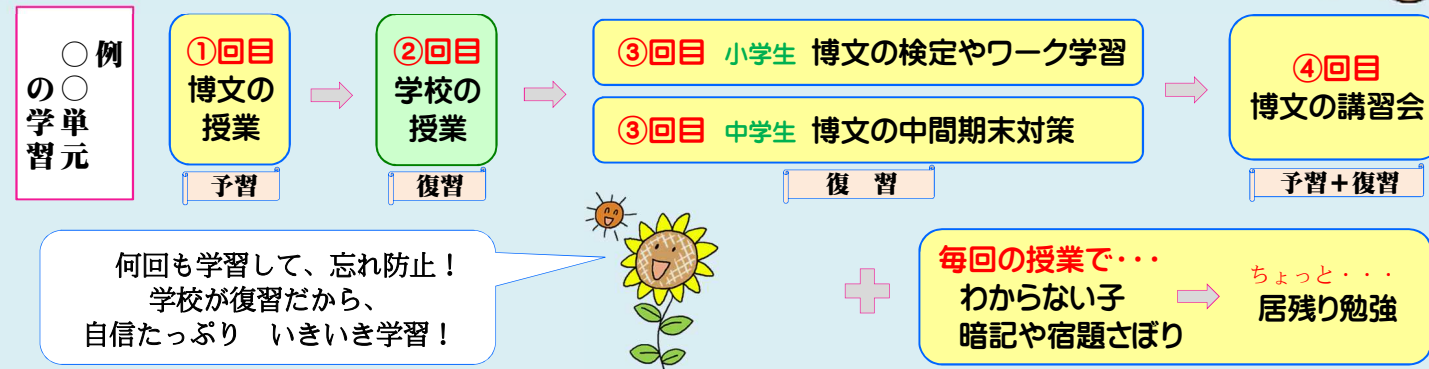 例
○○単元
の学習
①回目
博文の
授業
予習
②回目
学校の
授業
復習
③回目 小学生 博文の検定やワーク学習
③回目 中学生 博文の中間期末対策
復 習
④回目
博文の講習会
予習+復習
何回も学習して、忘れ防止!
学校が復習だから、
自信たっぷり いきいき学習!
毎回の授業で・・・
わからない子
暗記や宿題さぼり
ちょっと・・・
居残り勉強